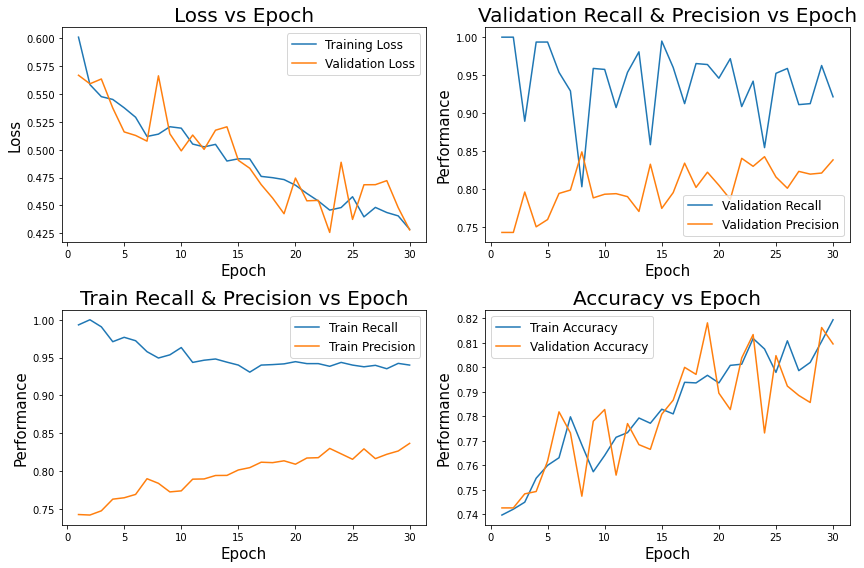 Loss vs Epoch
0.600
0.575
0.550
0.525
0.500
0.475
0.450
0.425
Loss
Training Loss
Validation Loss
0 5 10 15 20 25 30
Epoch
Validation Recall & Precision vs Epoch
1.00
0.95
0.90
0.85
0.80
0.75
Performance
Validation Recall
Validation Precision
0 5 10 15 20 25 30
Epoch
Train Recall & Precision vs Epoch
1.00
0.95
0.90
0.85
0.80
0.75
Performance
Train Recall
Train Precision
0 5 10 15 20 25 30
Epoch
Accuracy vs Epoch
0.82
0.81
0.80
0.79
0.78
0.77
0.76
0.75
0.74
Performance
Train Accuracy
Validation Accuracy
0 5 10 15 20 25 30
Epoch